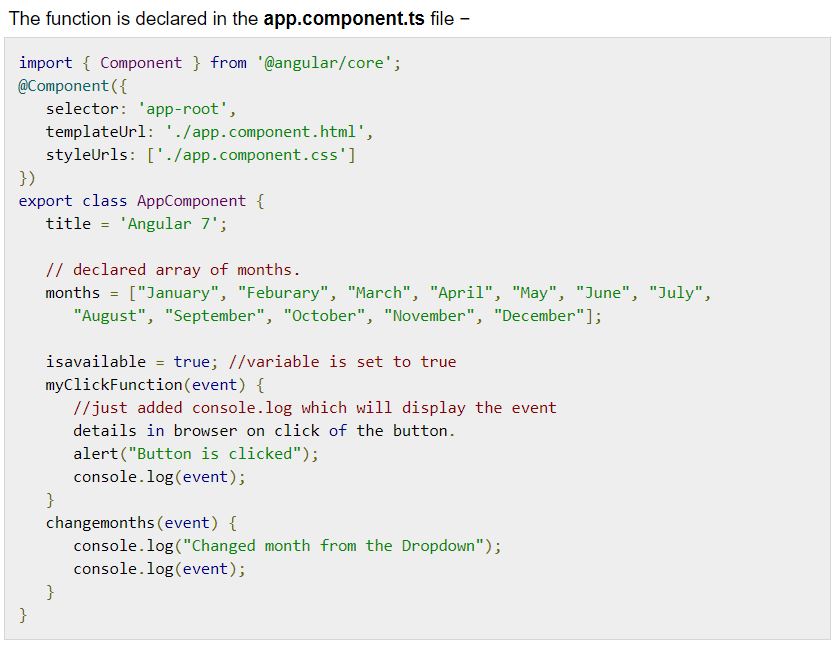 The function is declared in the app.component.ts file −
import { Component } from '@angular/core';
@Component({
   selector: 'app-root',
   templateUrl: './app.component.html',
   styleUrls: ['./app.component.css']
})
export class AppComponent {
   title = 'Angular 7';

   // declared array of months.
   months = ["January", "Feburary", "March", "April", "May", "June", "July",
      "August", "September", "October", "November", "December"];

   isavailable = true; //variable is set to true
   myClickFunction(event) {
      //just added console.log which will display the event
      details in browser on click of the button.
      alert("Button is clicked");
      console.log(event);
   }
   changemonths(event) {
      console.log("Changed month from the Dropdown");
      console.log(event);
   }
}